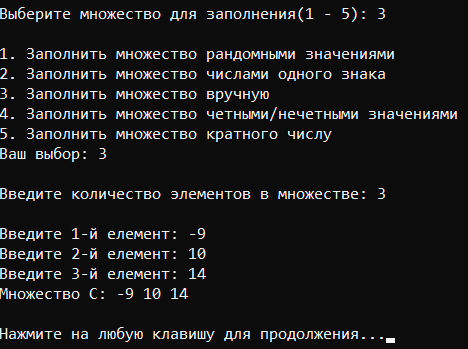 Выберите множество для заполнения(1 - 5): 3
1. Заполнить множество рандомными значениями
2. Заполнить множество числами одного знака
3. Заполнить множество вручную
4. Заполнить множество четными/нечетными значениями
5. Заполнить множество кратного числу
Ваш выбор: 3
Введите количество элементов в множестве: 3
Введите 1-й елемент: -9
Введите 2-й елемент: 10
Введите 3-й елемент: 14
Множество C: -9 10 14
Нажмите на любую клавишу для продолжения...